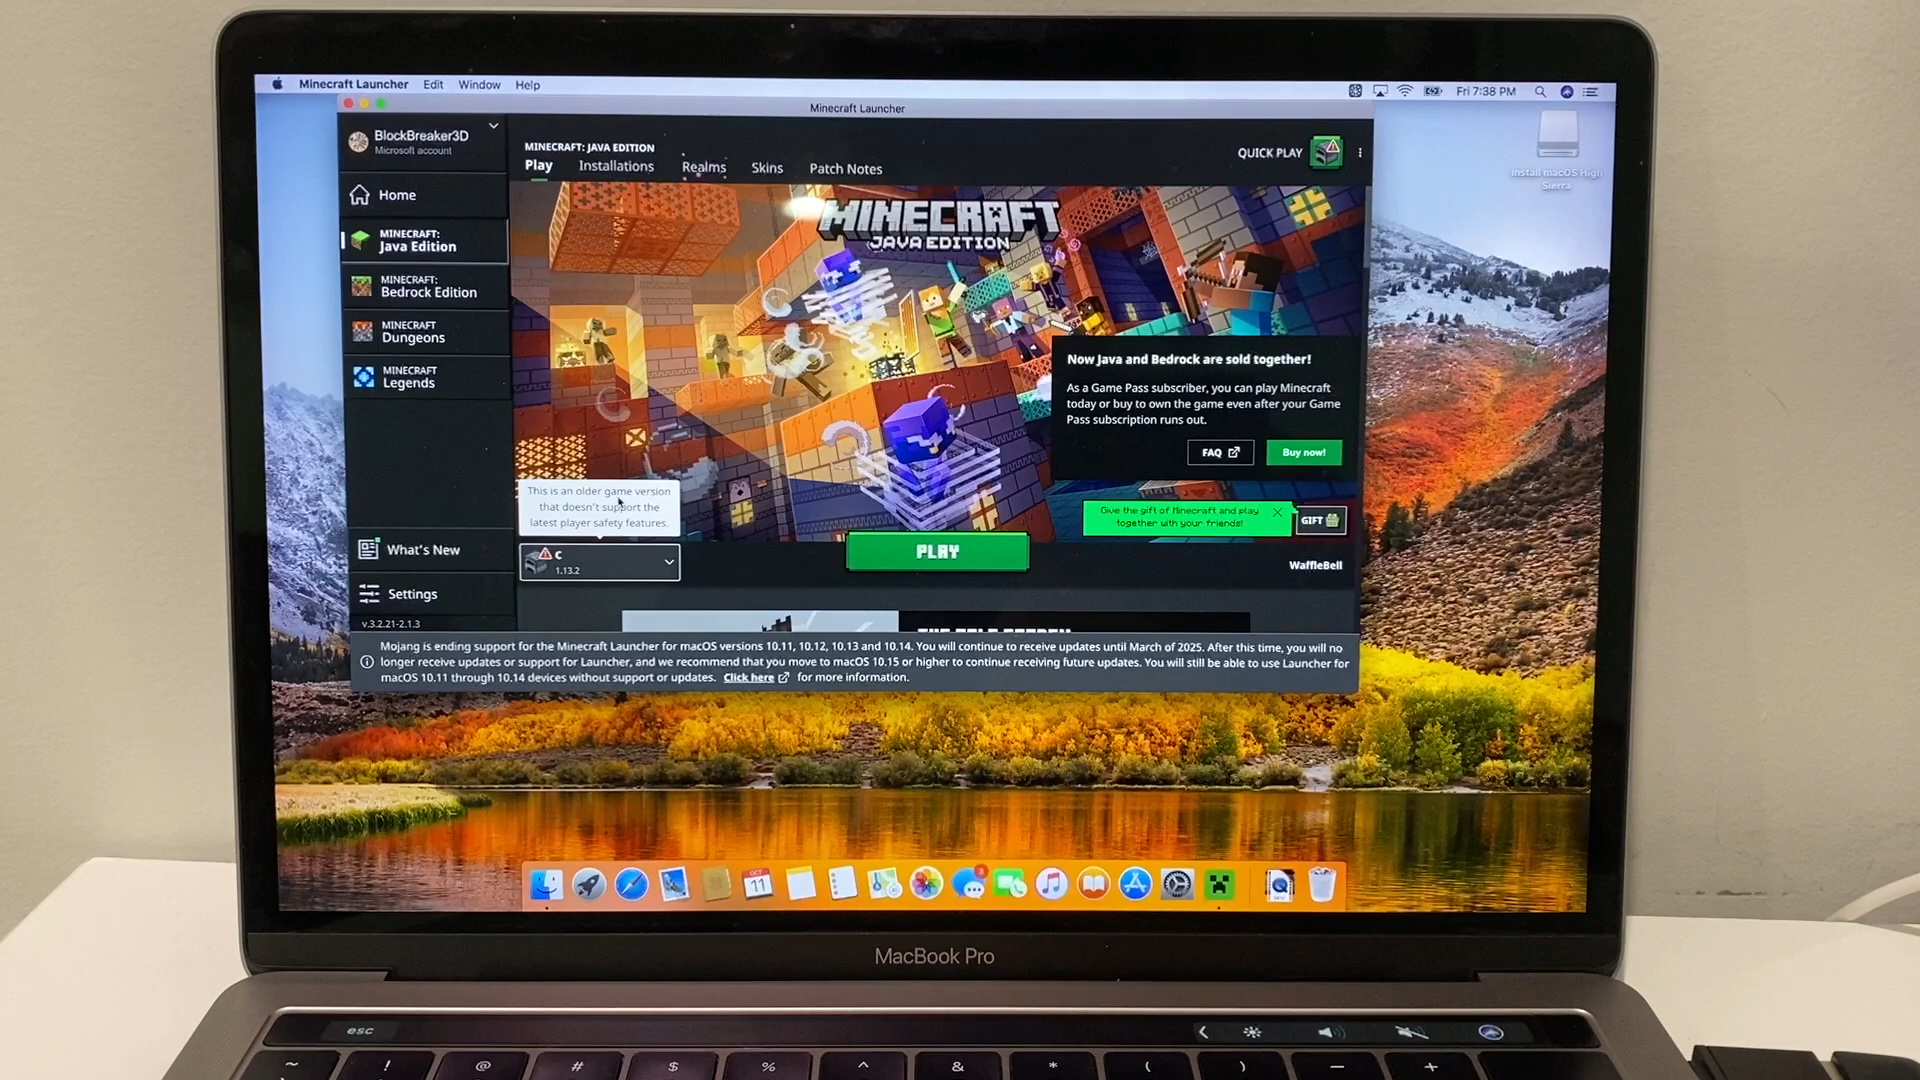 Minecraft Launcher Edit Window Help
Fri 7:38 PM
Minecraft Launcher
BlockBreaker3D
Microsoft account
Home
MINECRAFT:
Java Edition
MINECRAFT:
Bedrock Edition
MINECRAFT
Dungeons
MINECRAFT
Legends
What's New
Settings
v.3.2.21-2.1.3
MINECRAFT: JAVA EDITION
Play Installations Realms Skins Patch Notes
QUICK PLAY
MINECRAFT
JAVA EDITION
Now Java and Bedrock are sold together!
As a Game Pass subscriber, you can play Minecraft
today or buy to own the game even after your Game
Pass subscription runs out.
FAQ
Buy now!
This is an older game version
that doesn't support the
latest player safety features.
Give the gift of Minecraft and play
together with your friends!
GIFT
C
1.13.2
PLAY
WaffleBell
Mojang is ending support for the Minecraft Launcher for macOS versions 10.11, 10.12, 10.13 and 10.14. You will continue to receive updates until March of 2025. After this time, you will no
longer receive updates or support for Launcher, and we recommend that you move to macOS 10.15 or higher to continue receiving future updates. You will still be able to use Launcher for
macOS 10.11 through 10.14 devices without support or updates. Click here for more information.
Install macOS High
Sierra
OCT
11
3
MacBook Pro
esc
~ ! @ # $ % ^ & * ( ) – +